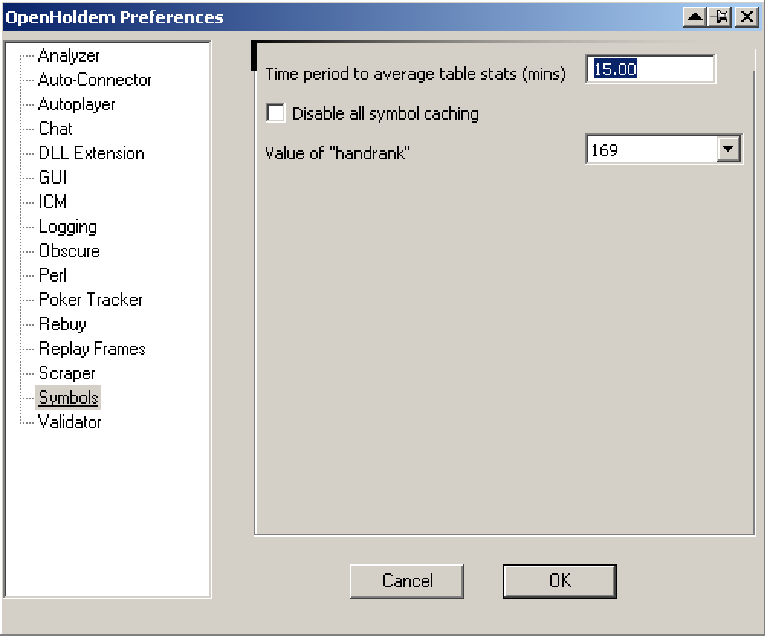 OpenHoldem Preferences
Analyzer
Auto-Connector
Autoplayer
Chat
DLL Extension
GUI
ICM
Logging
Obscure
Perl
Poker Tracker
Rebuy
Replay Frames
Scraper
Symbols
Validator
Time period to average table stats (mins) 15.00
Disable all symbol caching
Value of "handrank" 169
Cancel OK